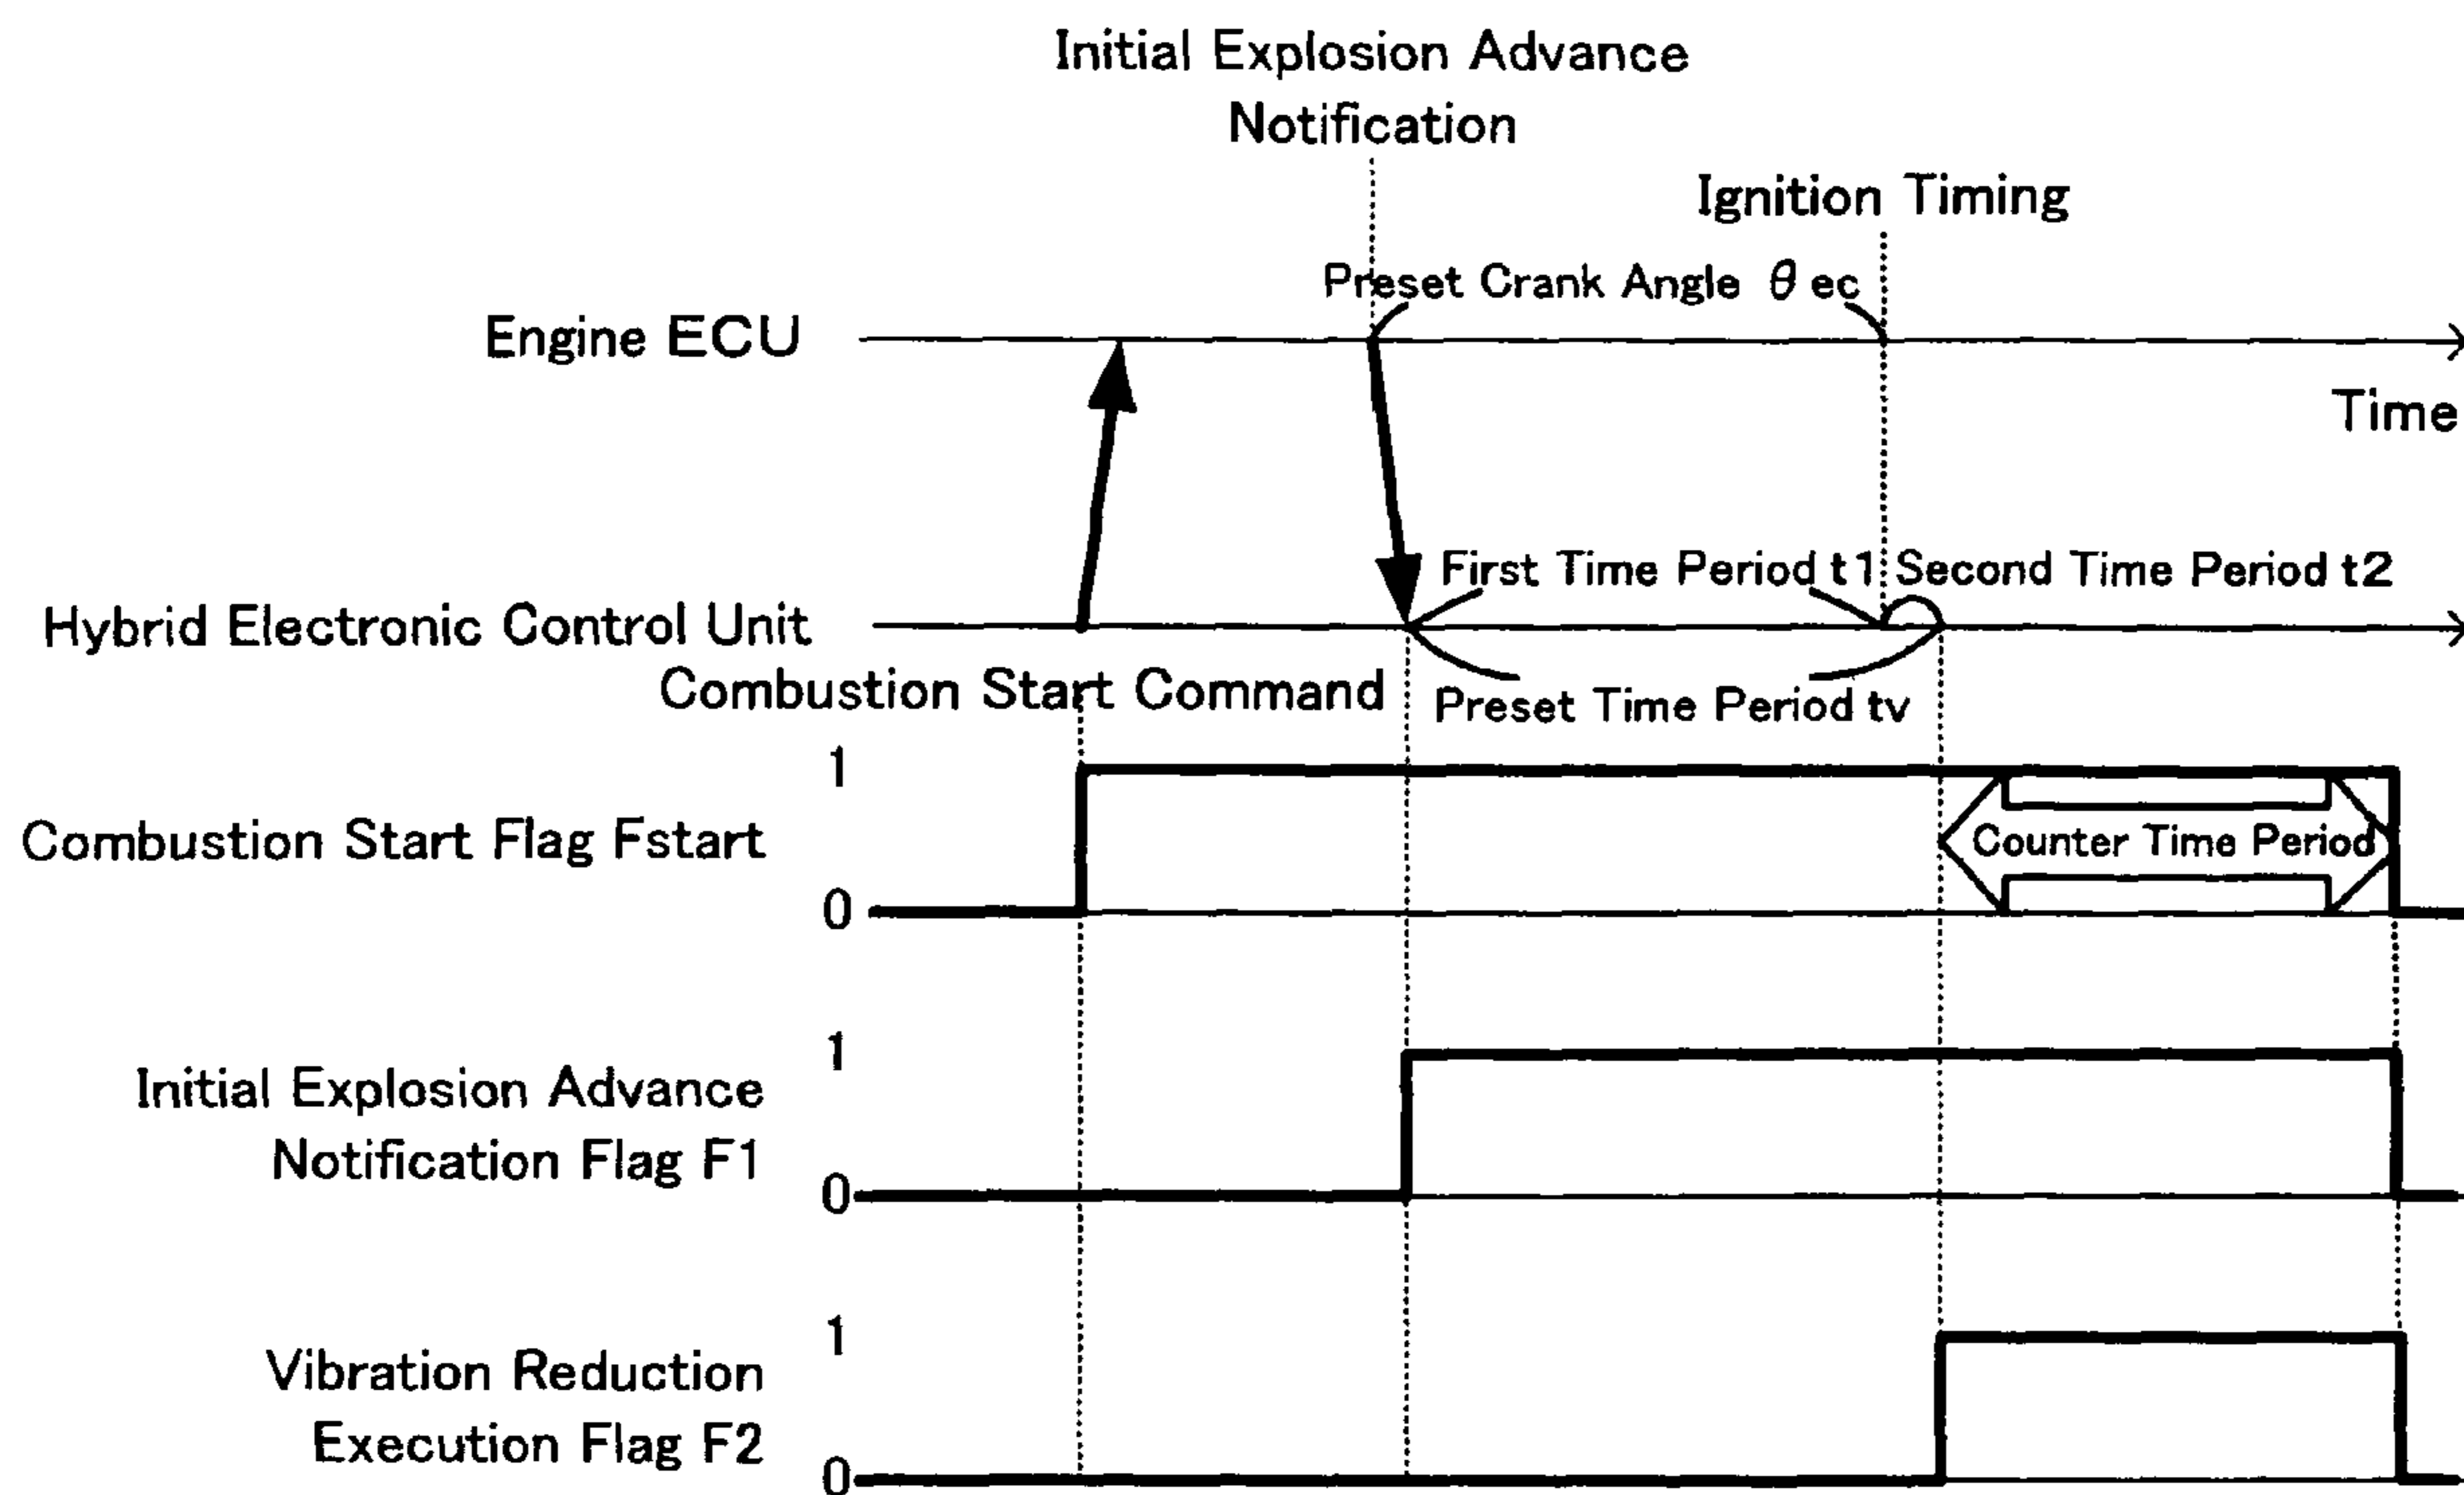 Initial Explosion Advance
Notification
Ignition Timing
Preset Crank Angle θ ec
Engine ECU
Time
First Time Period t1 Second Time Period t2
Hybrid Electronic Control Unit
Combustion Start Command
Preset Time Period tv
1
Combustion Start Flag Fstart
Counter Time Period
0
1
Initial Explosion Advance
Notification Flag F1
0
1
Vibration Reduction
Execution Flag F2
0